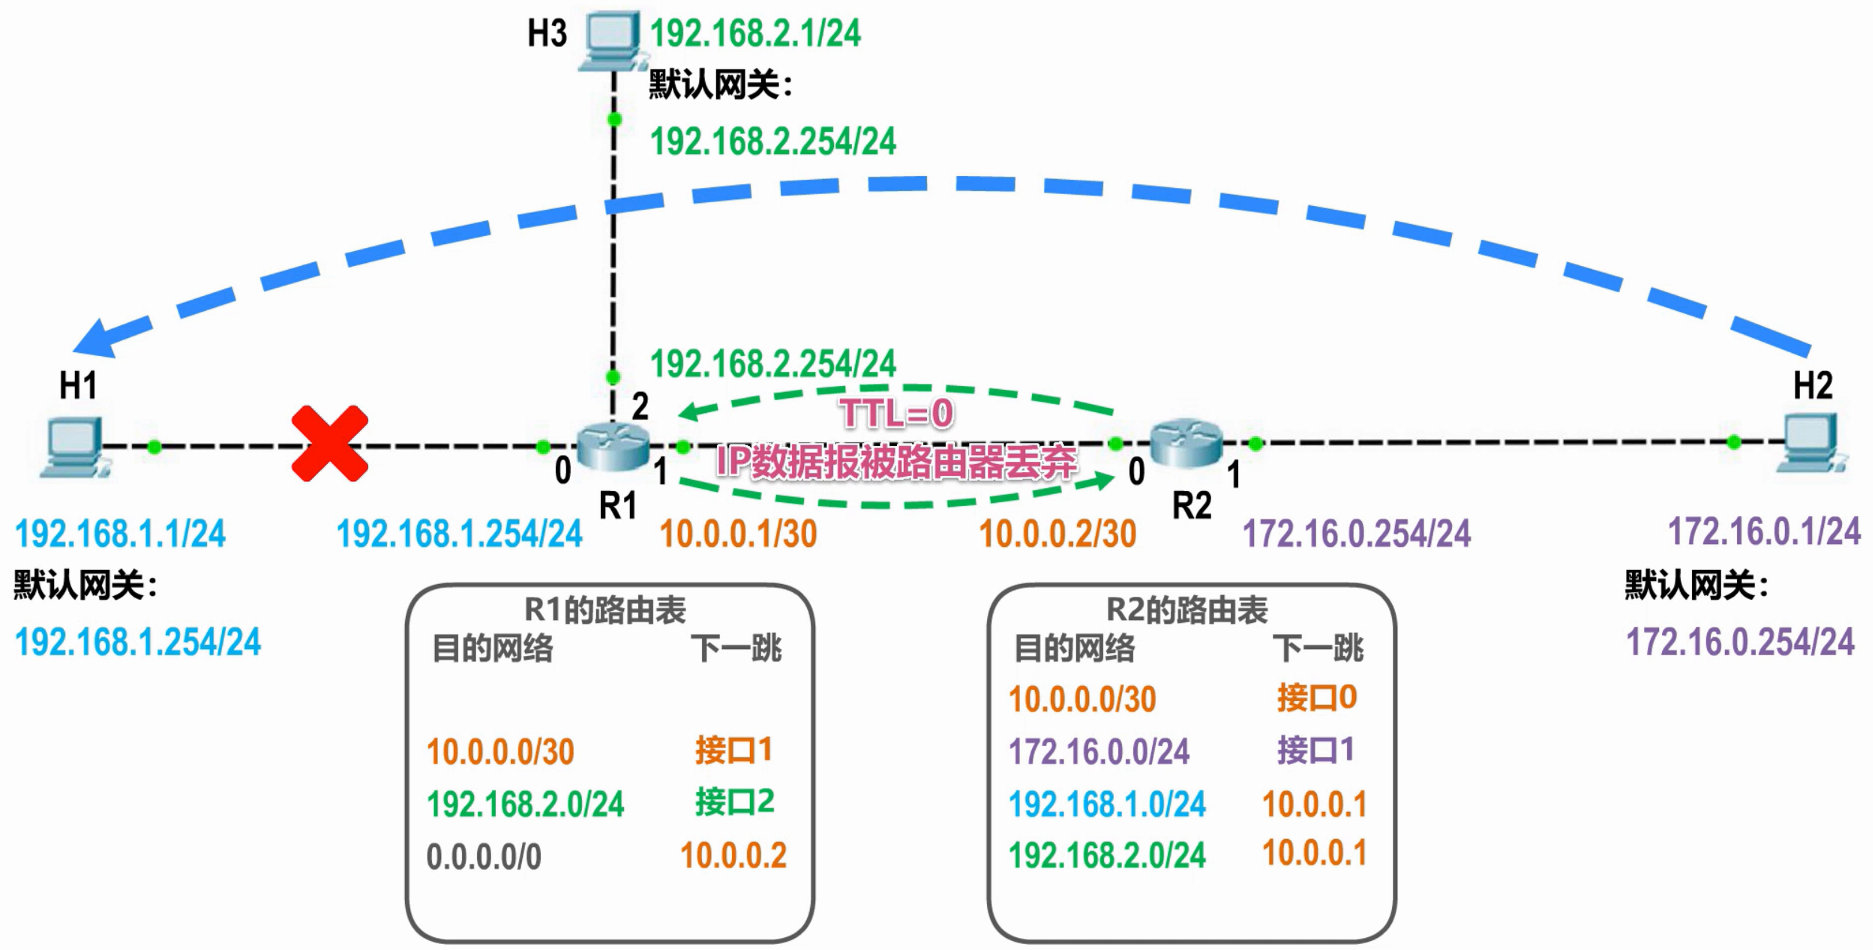 H3
192.168.2.1/24
默认网关：
192.168.2.254/24
192.168.2.254/24
H1
H2
2
TTL=0
IP数据报被路由器丢弃
0
1
0
1
R1
R2
192.168.1.1/24
192.168.1.254/24
10.0.0.1/30
10.0.0.2/30
172.16.0.254/24
172.16.0.1/24
默认网关：
192.168.1.254/24
默认网关：
172.16.0.254/24
R1的路由表
目的网络 下一跳
10.0.0.0/30 接口1
192.168.2.0/24 接口2
0.0.0.0/0 10.0.0.2
R2的路由表
目的网络 下一跳
10.0.0.0/30 接口0
172.16.0.0/24 接口1
192.168.1.0/24 10.0.0.1
192.168.2.0/24 10.0.0.1